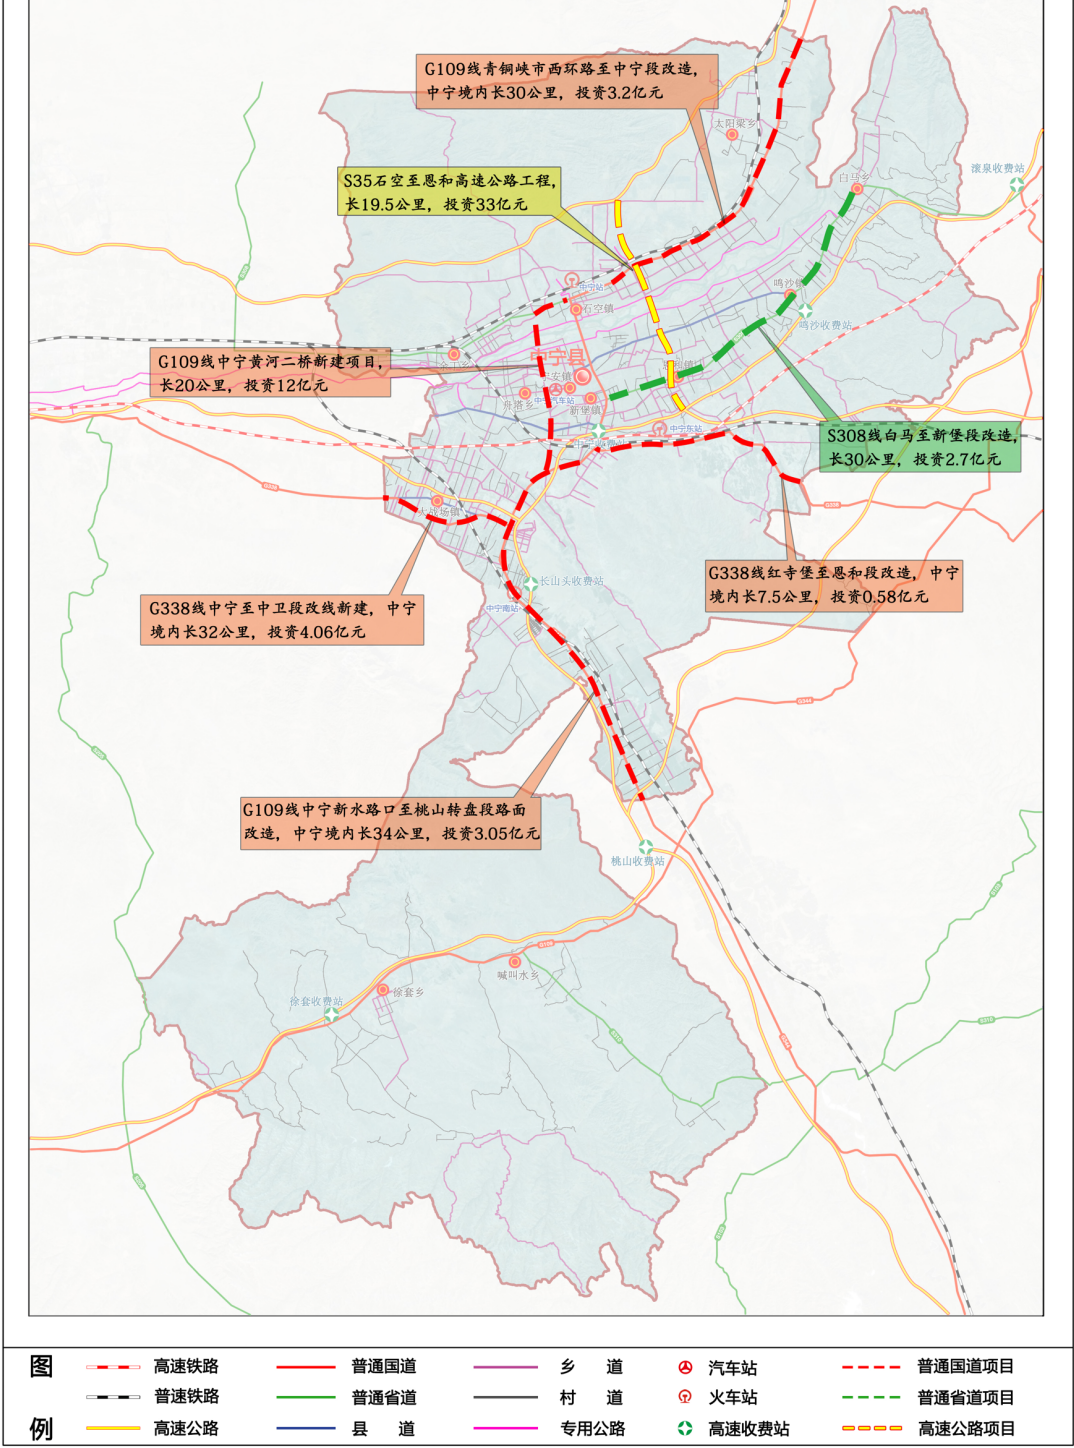 G109线青铜峡市西环路至中宁段改造，
中宁境内长30公里，投资3.2亿元
太阳梁乡
滚泉收费站
白马乡
S35石空至恩和高速公路工程，
长19.5公里，投资33亿元
中宁站
鸣沙镇
石空镇
鸣沙收费站
G109线中宁黄河二桥新建项目，
长20公里，投资12亿元
中宁县
舟塔乡
中宁汽车站
新堡镇
中宁东站
S308线白马至新堡段改造，
长30公里，投资2.7亿元
G338
大战场镇
G338
G338线红寺堡至恩和段改造，中宁
境内长7.5公里，投资0.58亿元
长山头收费站
G338线中宁至中卫段改线新建，中宁
境内长32公里，投资4.06亿元
中宁南站
G344
G109线中宁新水路口至桃山转盘段路面
改造，中宁境内长34公里，投资3.05亿元
桃山收费站
G109
喊叫水乡
徐套乡
徐套收费站
图
例
高速铁路
普通国道
乡 道
汽车站
普通国道项目
普速铁路
普通省道
村 道
火车站
普通省道项目
高速公路
县 道
专用公路
高速收费站
高速公路项目